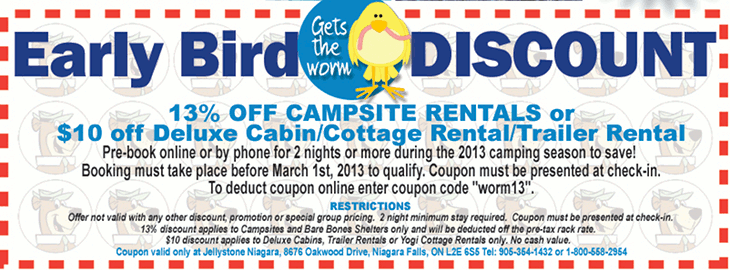 Early Bird Gets the worm DISCOUNT
13% OFF CAMPSITE RENTALS or
$10 off Deluxe Cabin/Cottage Rental/Trailer Rental
Pre-book online or by phone for 2 nights or more during the 2013 camping season to save!
Booking must take place before March 1st, 2013 to qualify. Coupon must be presented at check-in.
To deduct coupon online enter coupon code "worm13".
RESTRICTIONS
Offer not valid with any other discount, promotion or special group pricing. 2 night minimum stay required. Coupon must be presented at check-in.
13% discount applies to Campsites and Bare Bones Shelters only and will be deducted off the pre-tax rack rate.
$10 discount applies to Deluxe Cabins, Trailer Rentals or Yogi Cottage Rentals only. No cash value.
Coupon valid only at Jellystone Niagara, 8676 Oakwood Drive, Niagara Falls, ON L2E 6S5 Tel: 905-354-1432 or 1-800-558-2954